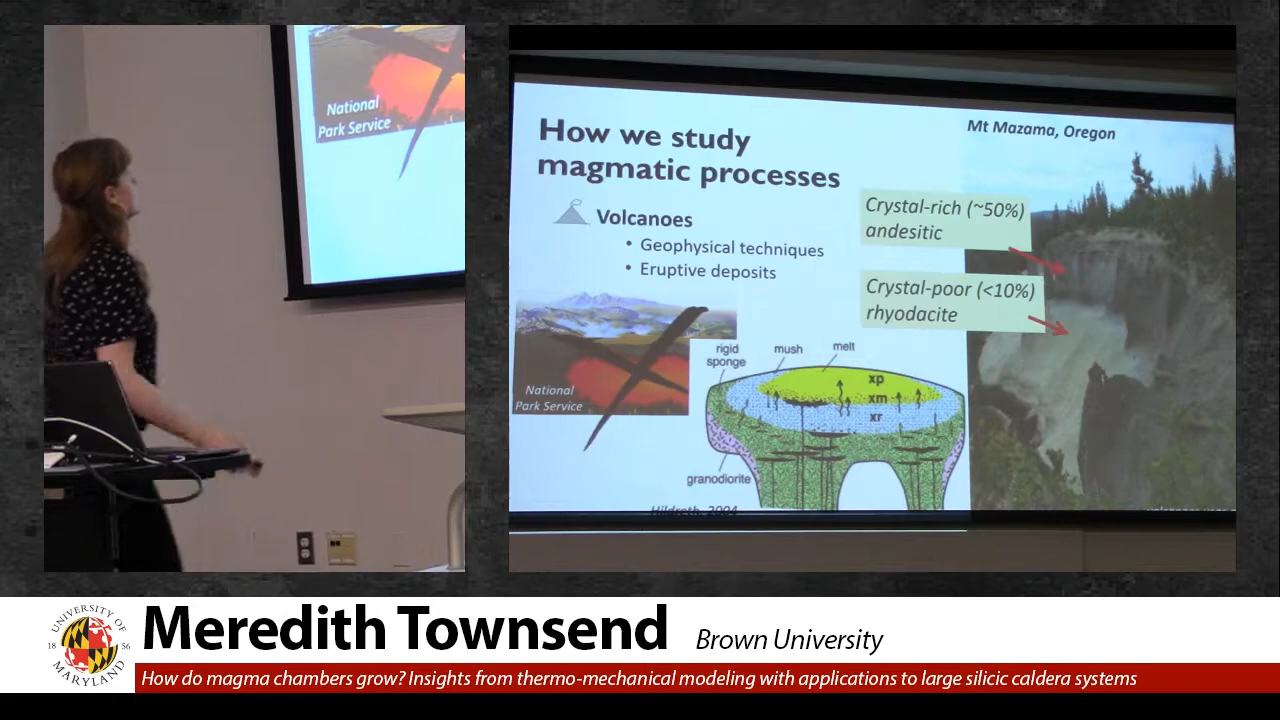 National
Park Service
How we study
magmatic processes
Volcanoes
• Geophysical techniques
• Eruptive deposits
National
Park Service
Mt Mazama, Oregon
Crystal-rich (~50%)
andesitic
Crystal-poor (<10%)
rhyodacite
rigid
sponge
mush
melt
xp
xm
xr
granodiorite
Hildreth, 2004
UNIVERSITY OF
18 56
MARYLAND
Meredith Townsend Brown University
How do magma chambers grow? Insights from thermo-mechanical modeling with applications to large silicic caldera systems